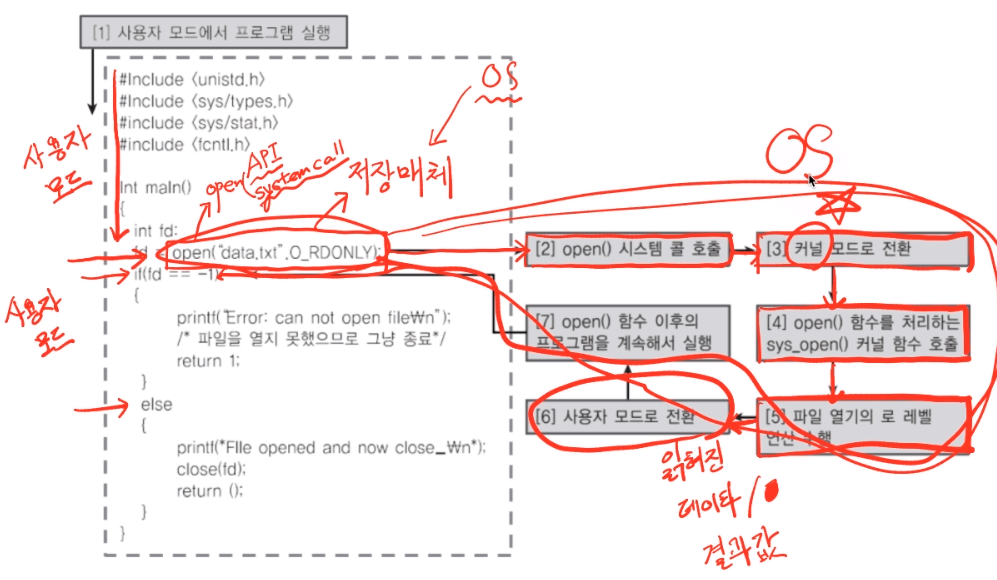 [1] 사용자 모드에서 프로그램 실행
#Include <unistd.h>
#Include <sys/types.h>
#include <sys/stat.h>
#include <fcntl.h>
OS
사용자
모드
API
open
system call
저장매체
OS
Int maln()
{
int fd:
fd = open("data.txt",O_RDONLY);
[2] open() 시스템 콜 호출
[3] 커널 모드로 전환
if(fd == -1)
사용자
모드
{
printf("Error: can not open file₩n");
/* 파일을 열지 못했으므로 그냥 종료*/
return 1;
}
[7] open() 함수 이후의
프로그램을 계속해서 실행
[4] open() 함수를 처리하는
sys_open() 커널 함수 호출
else
{
[6] 사용자 모드로 전환
[5] 파일 열기의 로 레벨
연산 수행
printf("FIle opened and now close_₩n");
close(fd);
return ();
}
}
읽혀진
데이타/
결과값